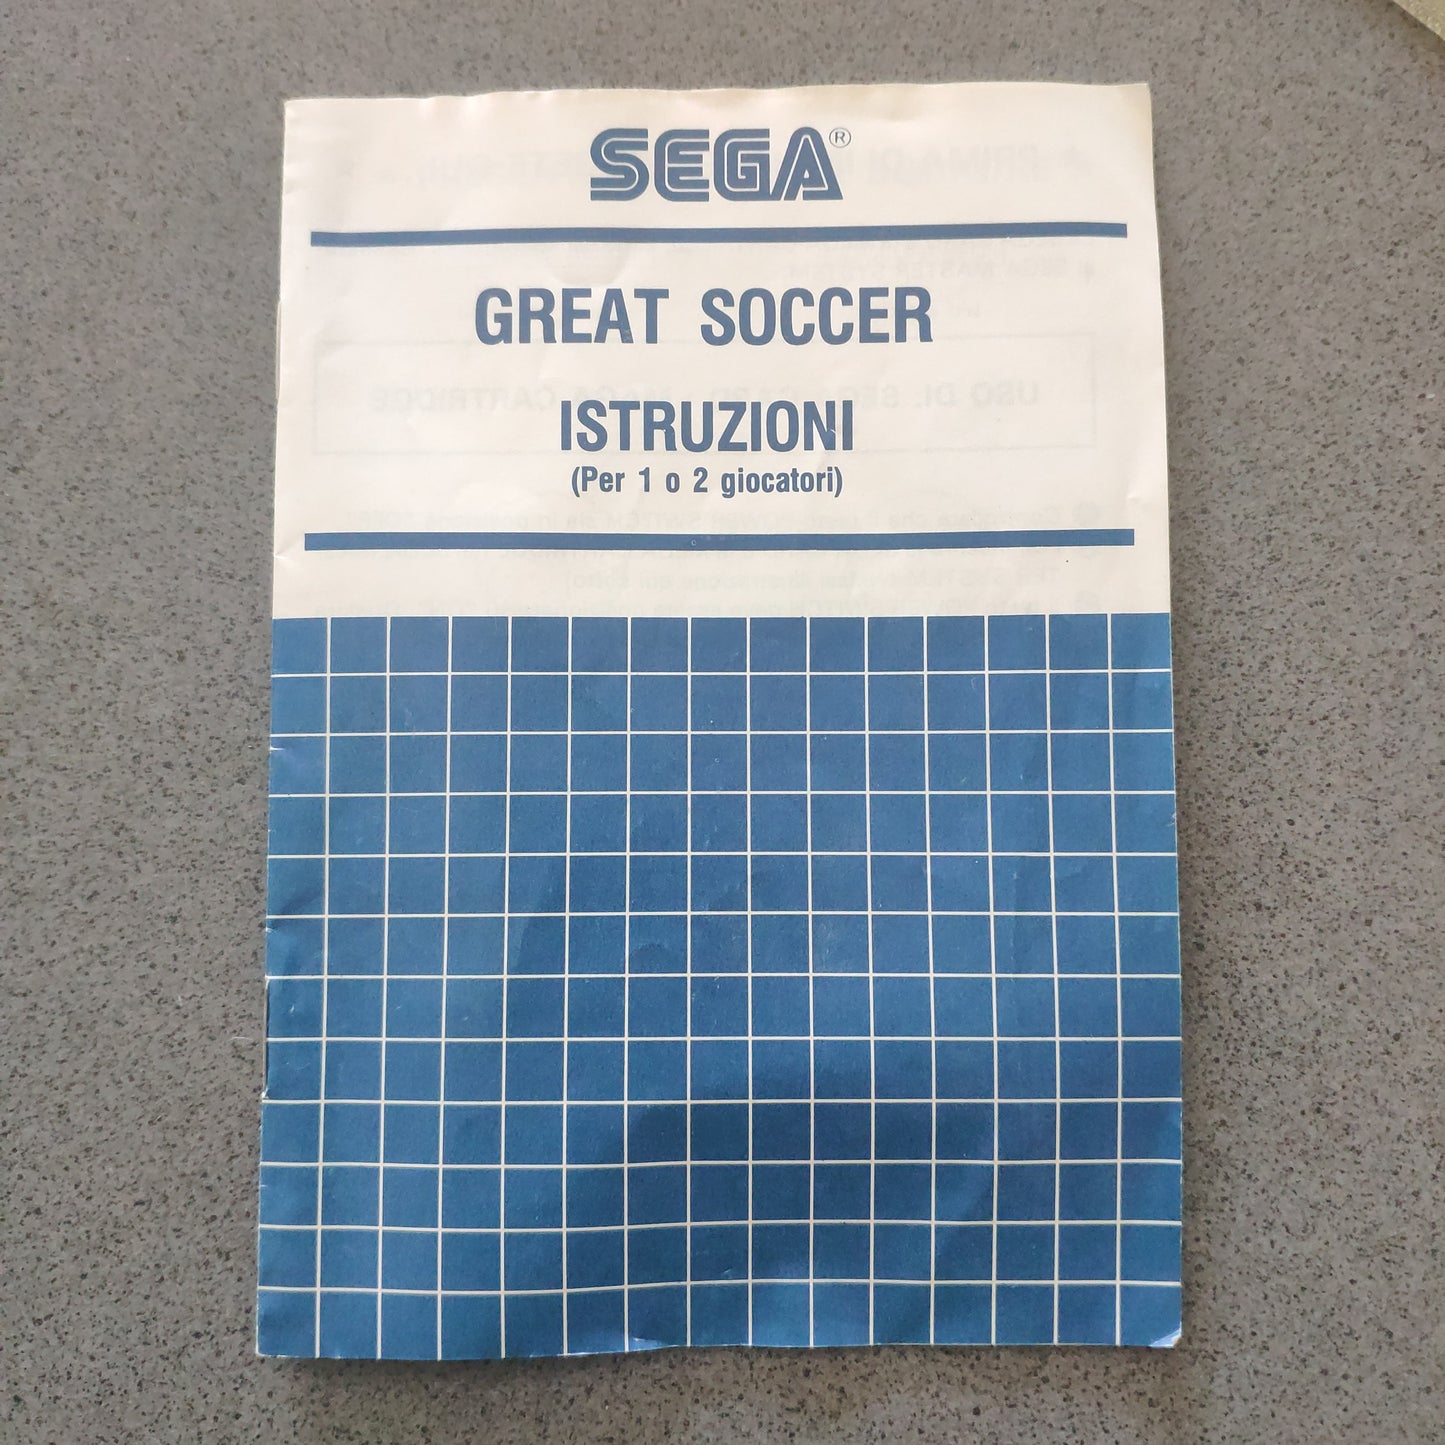 SEGA®
GREAT SOCCER
ISTRUZIONI
(Per 1 o 2 giocatori)